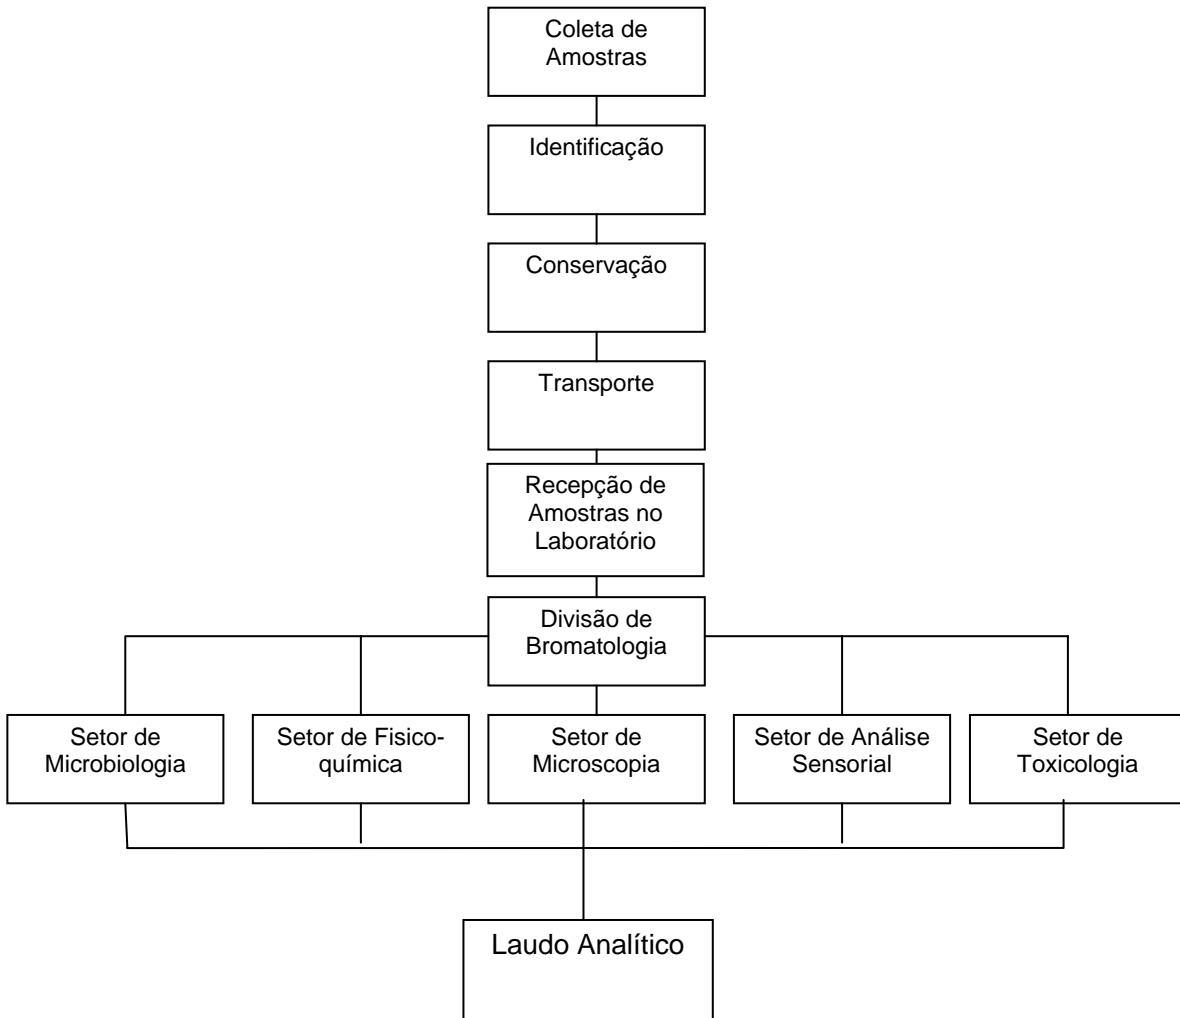 Coleta de
Amostras
Identificação
Conservação
Transporte
Recepção de
Amostras no
Laboratório
Divisão de
Bromatologia
Setor de
Microbiologia
Setor de Fisico-
química
Setor de
Microscopia
Setor de Análise
Sensorial
Setor de
Toxicologia
Laudo Analítico